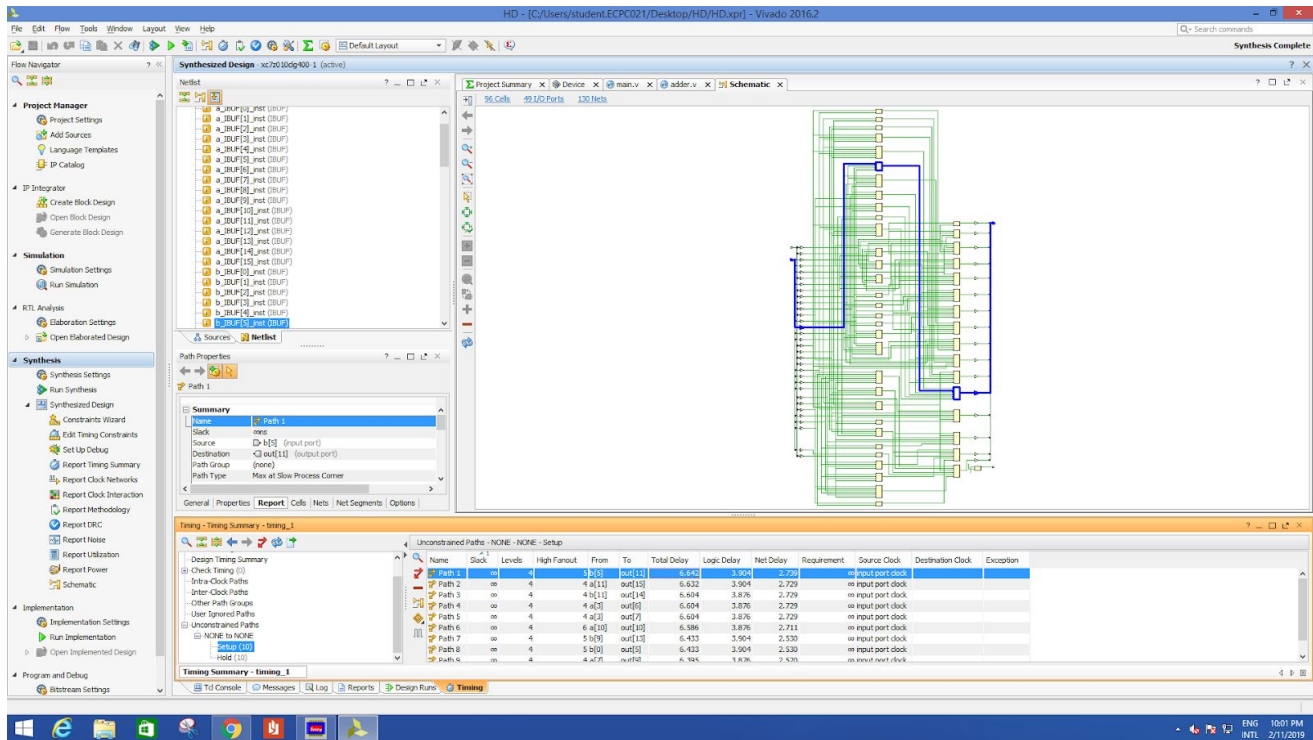 HD - [C:/Users/student.ECPC021/Desktop/HD/HD.xpr] - Vivado 2016.2
File Edit Flow Tools Window Layout View Help
Q- Search commands
Default Layout
Synthesis Complete
Flow Navigator
Synthesized Design - xc7z010clg400-1 (active)
Project Manager
Project Settings
Add Sources
Language Templates
IP Catalog
IP Integrator
Create Block Design
Open Block Design
Generate Block Design
Simulation
Simulation Settings
Run Simulation
RTL Analysis
Elaboration Settings
Open Elaborated Design
Synthesis
Synthesis Settings
Run Synthesis
Synthesized Design
Constraints Wizard
Edit Timing Constraints
Set Up Debug
Report Timing Summary
Report Clock Networks
Report Clock Interaction
Report Methodology
Report DRC
Report Noise
Report Utilization
Report Power
Schematic
Implementation
Implementation Settings
Run Implementation
Open Implemented Design
Program and Debug
Bitstream Settings
Netlist
a_IBUF[0]_inst (IBUF)
a_IBUF[1]_inst (IBUF)
a_IBUF[2]_inst (IBUF)
a_IBUF[3]_inst (IBUF)
a_IBUF[4]_inst (IBUF)
a_IBUF[5]_inst (IBUF)
a_IBUF[6]_inst (IBUF)
a_IBUF[7]_inst (IBUF)
a_IBUF[8]_inst (IBUF)
a_IBUF[9]_inst (IBUF)
a_IBUF[10]_inst (IBUF)
a_IBUF[11]_inst (IBUF)
a_IBUF[12]_inst (IBUF)
a_IBUF[13]_inst (IBUF)
a_IBUF[14]_inst (IBUF)
a_IBUF[15]_inst (IBUF)
b_IBUF[0]_inst (IBUF)
b_IBUF[1]_inst (IBUF)
b_IBUF[2]_inst (IBUF)
b_IBUF[3]_inst (IBUF)
b_IBUF[4]_inst (IBUF)
b_IBUF[5]_inst (IBUF)
Sources Netlist
Path Properties
Path 1
Summary
Name Path 1
Slack ∞ns
Source b[5] (input port)
Destination out[11] (output port)
Path Group (none)
Path Type Max at Slow Process Corner
General Properties Report Cells Nets Net Segments Options
Project Summary Device main.v adder.v Schematic
96 Cells 49 I/O Ports 130 Nets
Timing - Timing Summary - timing_1
Design Timing Summary
Check Timing (0)
Intra-Clock Paths
Inter-Clock Paths
Other Path Groups
User Ignored Paths
Unconstrained Paths
NONE to NONE
Setup (10)
Hold (10)
Unconstrained Paths - NONE - NONE - Setup
Name Slack 1 Levels High Fanout From To Total Delay Logic Delay Net Delay Requirement Source Clock Destination Clock Exception
Path 1 ∞ 4 5 b[5] out[11] 6.642 3.904 2.739 ∞ input port clock
Path 2 ∞ 4 4 a[11] out[15] 6.632 3.904 2.729 ∞ input port clock
Path 3 ∞ 4 4 b[11] out[14] 6.604 3.876 2.729 ∞ input port clock
Path 4 ∞ 4 4 a[3] out[6] 6.604 3.876 2.729 ∞ input port clock
Path 5 ∞ 4 4 a[3] out[7] 6.604 3.876 2.729 ∞ input port clock
Path 6 ∞ 4 6 a[10] out[10] 6.586 3.876 2.711 ∞ input port clock
Path 7 ∞ 4 5 b[9] out[13] 6.433 3.904 2.530 ∞ input port clock
Path 8 ∞ 4 5 b[0] out[5] 6.433 3.904 2.530 ∞ input port clock
Path 9 ∞ 4 4 a[7] out[9] 6.395 3.876 2.520 ∞ input port clock
Timing Summary - timing_1
Tcl Console Messages Log Reports Design Runs Timing
ENG 10:01 PM
INTL 2/11/2019